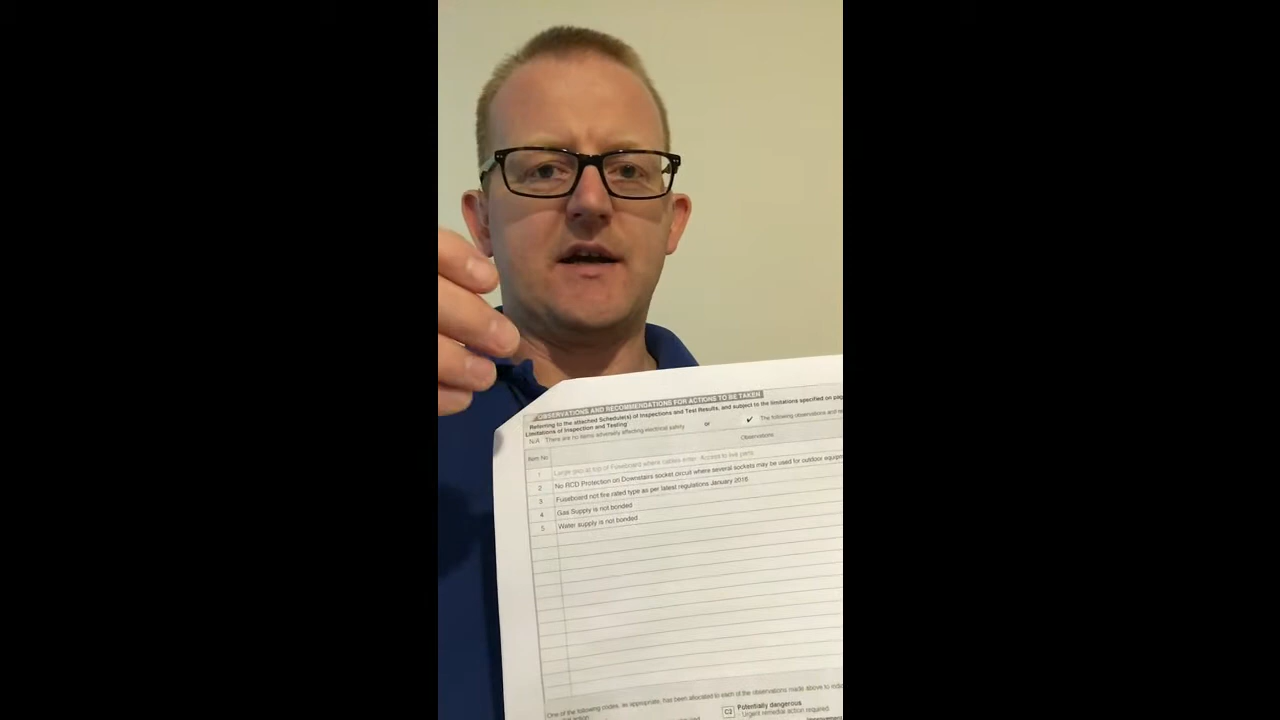 OBSERVATIONS AND RECOMMENDATIONS FOR ACTIONS TO BE TAKEN
Referring to the attached Schedule(s) of Inspections and Test Results, and subject to the limitations specified on pag
Limitations of Inspection and Testing
N/A There are no items adversely affecting electrical safety or ✔ The following observations and re
Item No Observations
1 Large gap at top of Fuseboard where cables enter. Access to live parts
2 No RCD Protection on Downstairs socket circuit where several sockets may be used for outdoor equipm
3 Fuseboard not fire rated type as per latest regulations January 2016
4 Gas Supply is not bonded
5 Water supply is not bonded
One of the following codes, as appropriate, has been allocated to each of the observations made above to indic
C2 Potentially dangerous
Urgent remedial action required